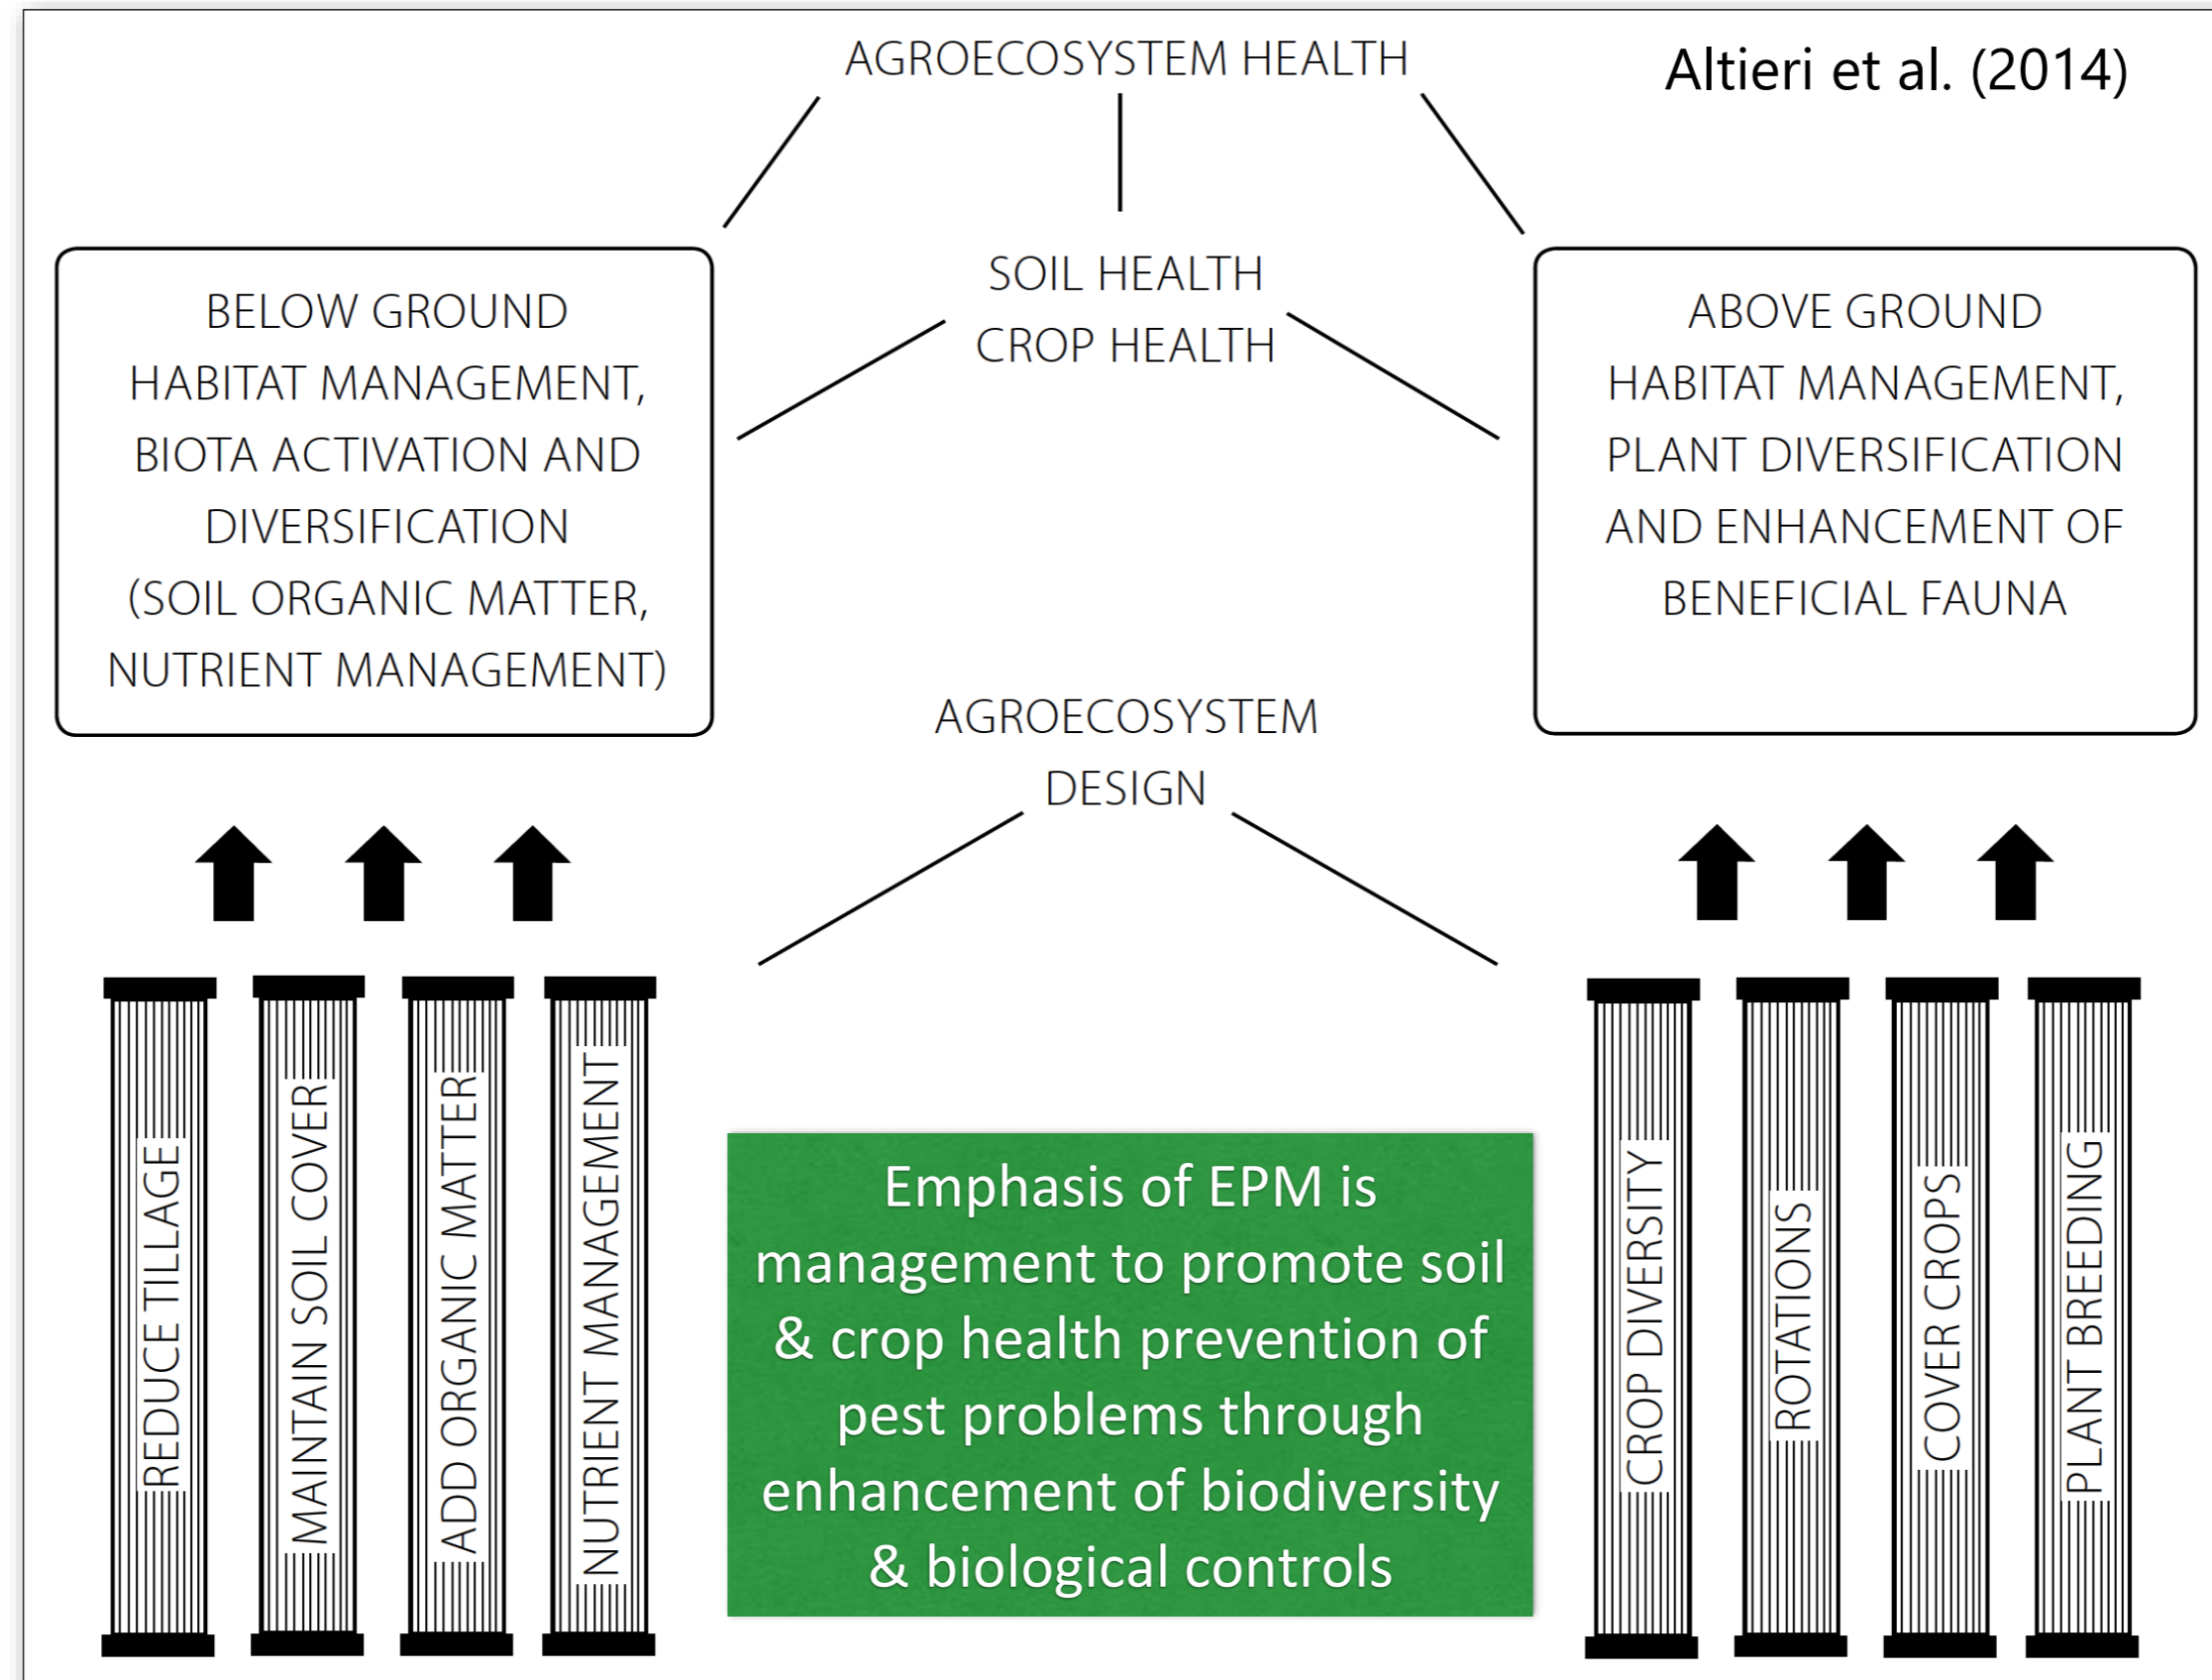 AGROECOSYSTEM HEALTH
Altieri et al. (2014)
BELOW GROUND
HABITAT MANAGEMENT,
BIOTA ACTIVATION AND
DIVERSIFICATION
(SOIL ORGANIC MATTER,
NUTRIENT MANAGEMENT)
SOIL HEALTH
CROP HEALTH
ABOVE GROUND
HABITAT MANAGEMENT,
PLANT DIVERSIFICATION
AND ENHANCEMENT OF
BENEFICIAL FAUNA
AGROECOSYSTEM
DESIGN
REDUCE TILLAGE
MAINTAIN SOIL COVER
ADD ORGANIC MATTER
NUTRIENT MANAGEMENT
Emphasis of EPM is
management to promote soil
& crop health prevention of
pest problems through
enhancement of biodiversity
& biological controls
CROP DIVERSITY
ROTATIONS
COVER CROPS
PLANT BREEDING